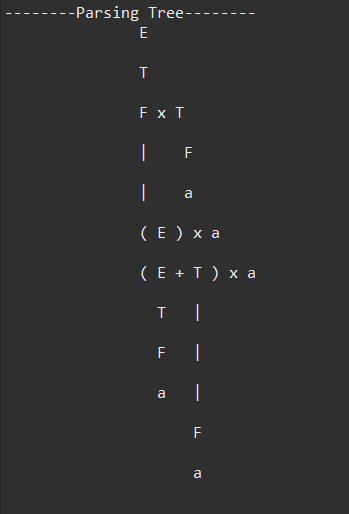 --------Parsing Tree--------
E
T
F x T
| F
| a
( E ) x a
( E + T ) x a
T |
F |
a |
F
a